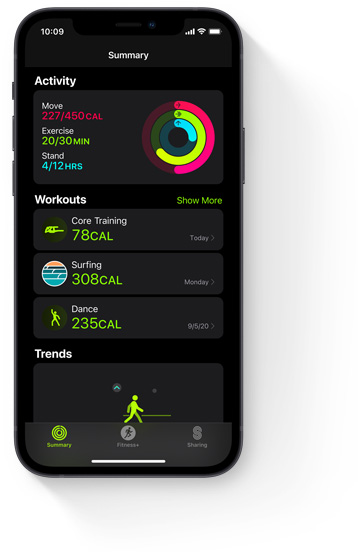 10:09
Summary
Activity
Move
227/450CAL
Exercise
20/30MIN
Stand
4/12HRS
Workouts Show More
Core Training
78CAL
Today
Surfing
308CAL
Monday
Dance
235CAL
9/5/20
Trends
Summary Fitness+ Sharing